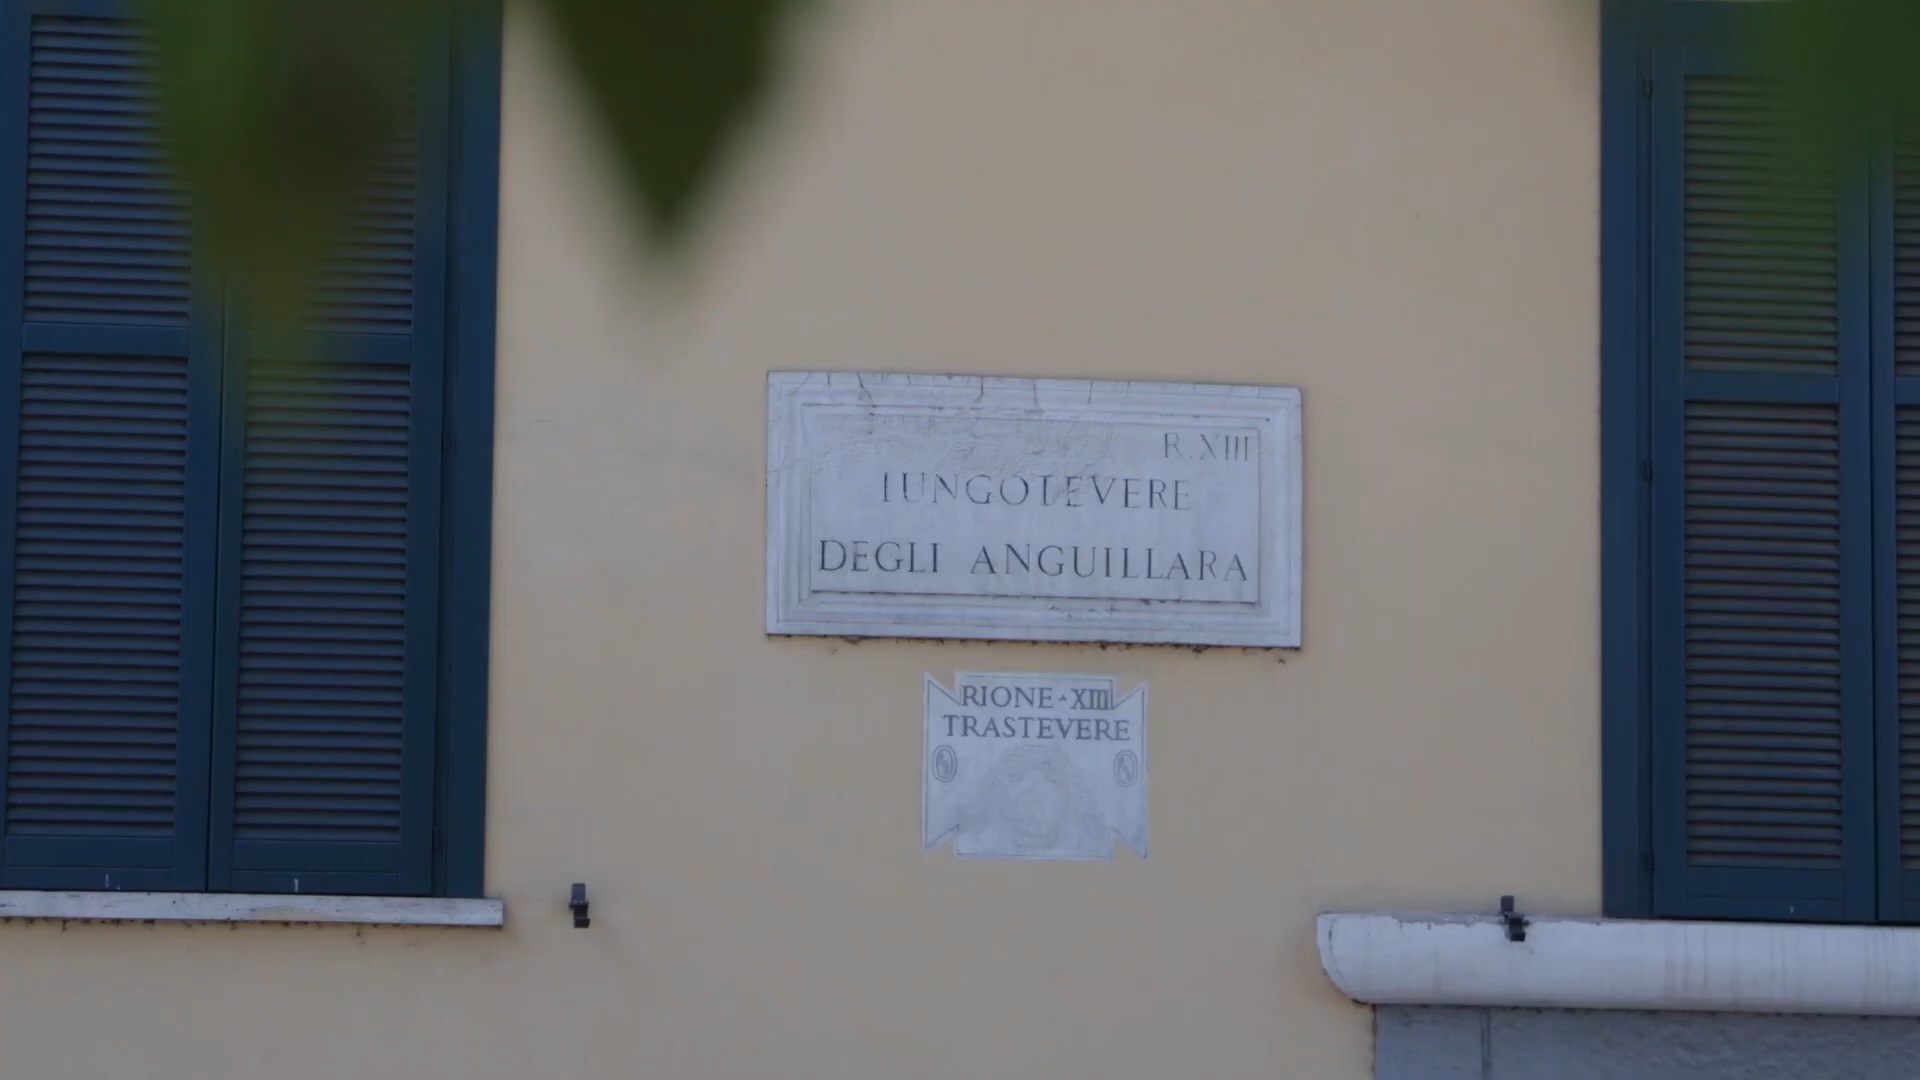 R.XIII
LUNGOTEVERE
DEGLI ANGUILLARA
RIONE XIII
TRASTEVERE